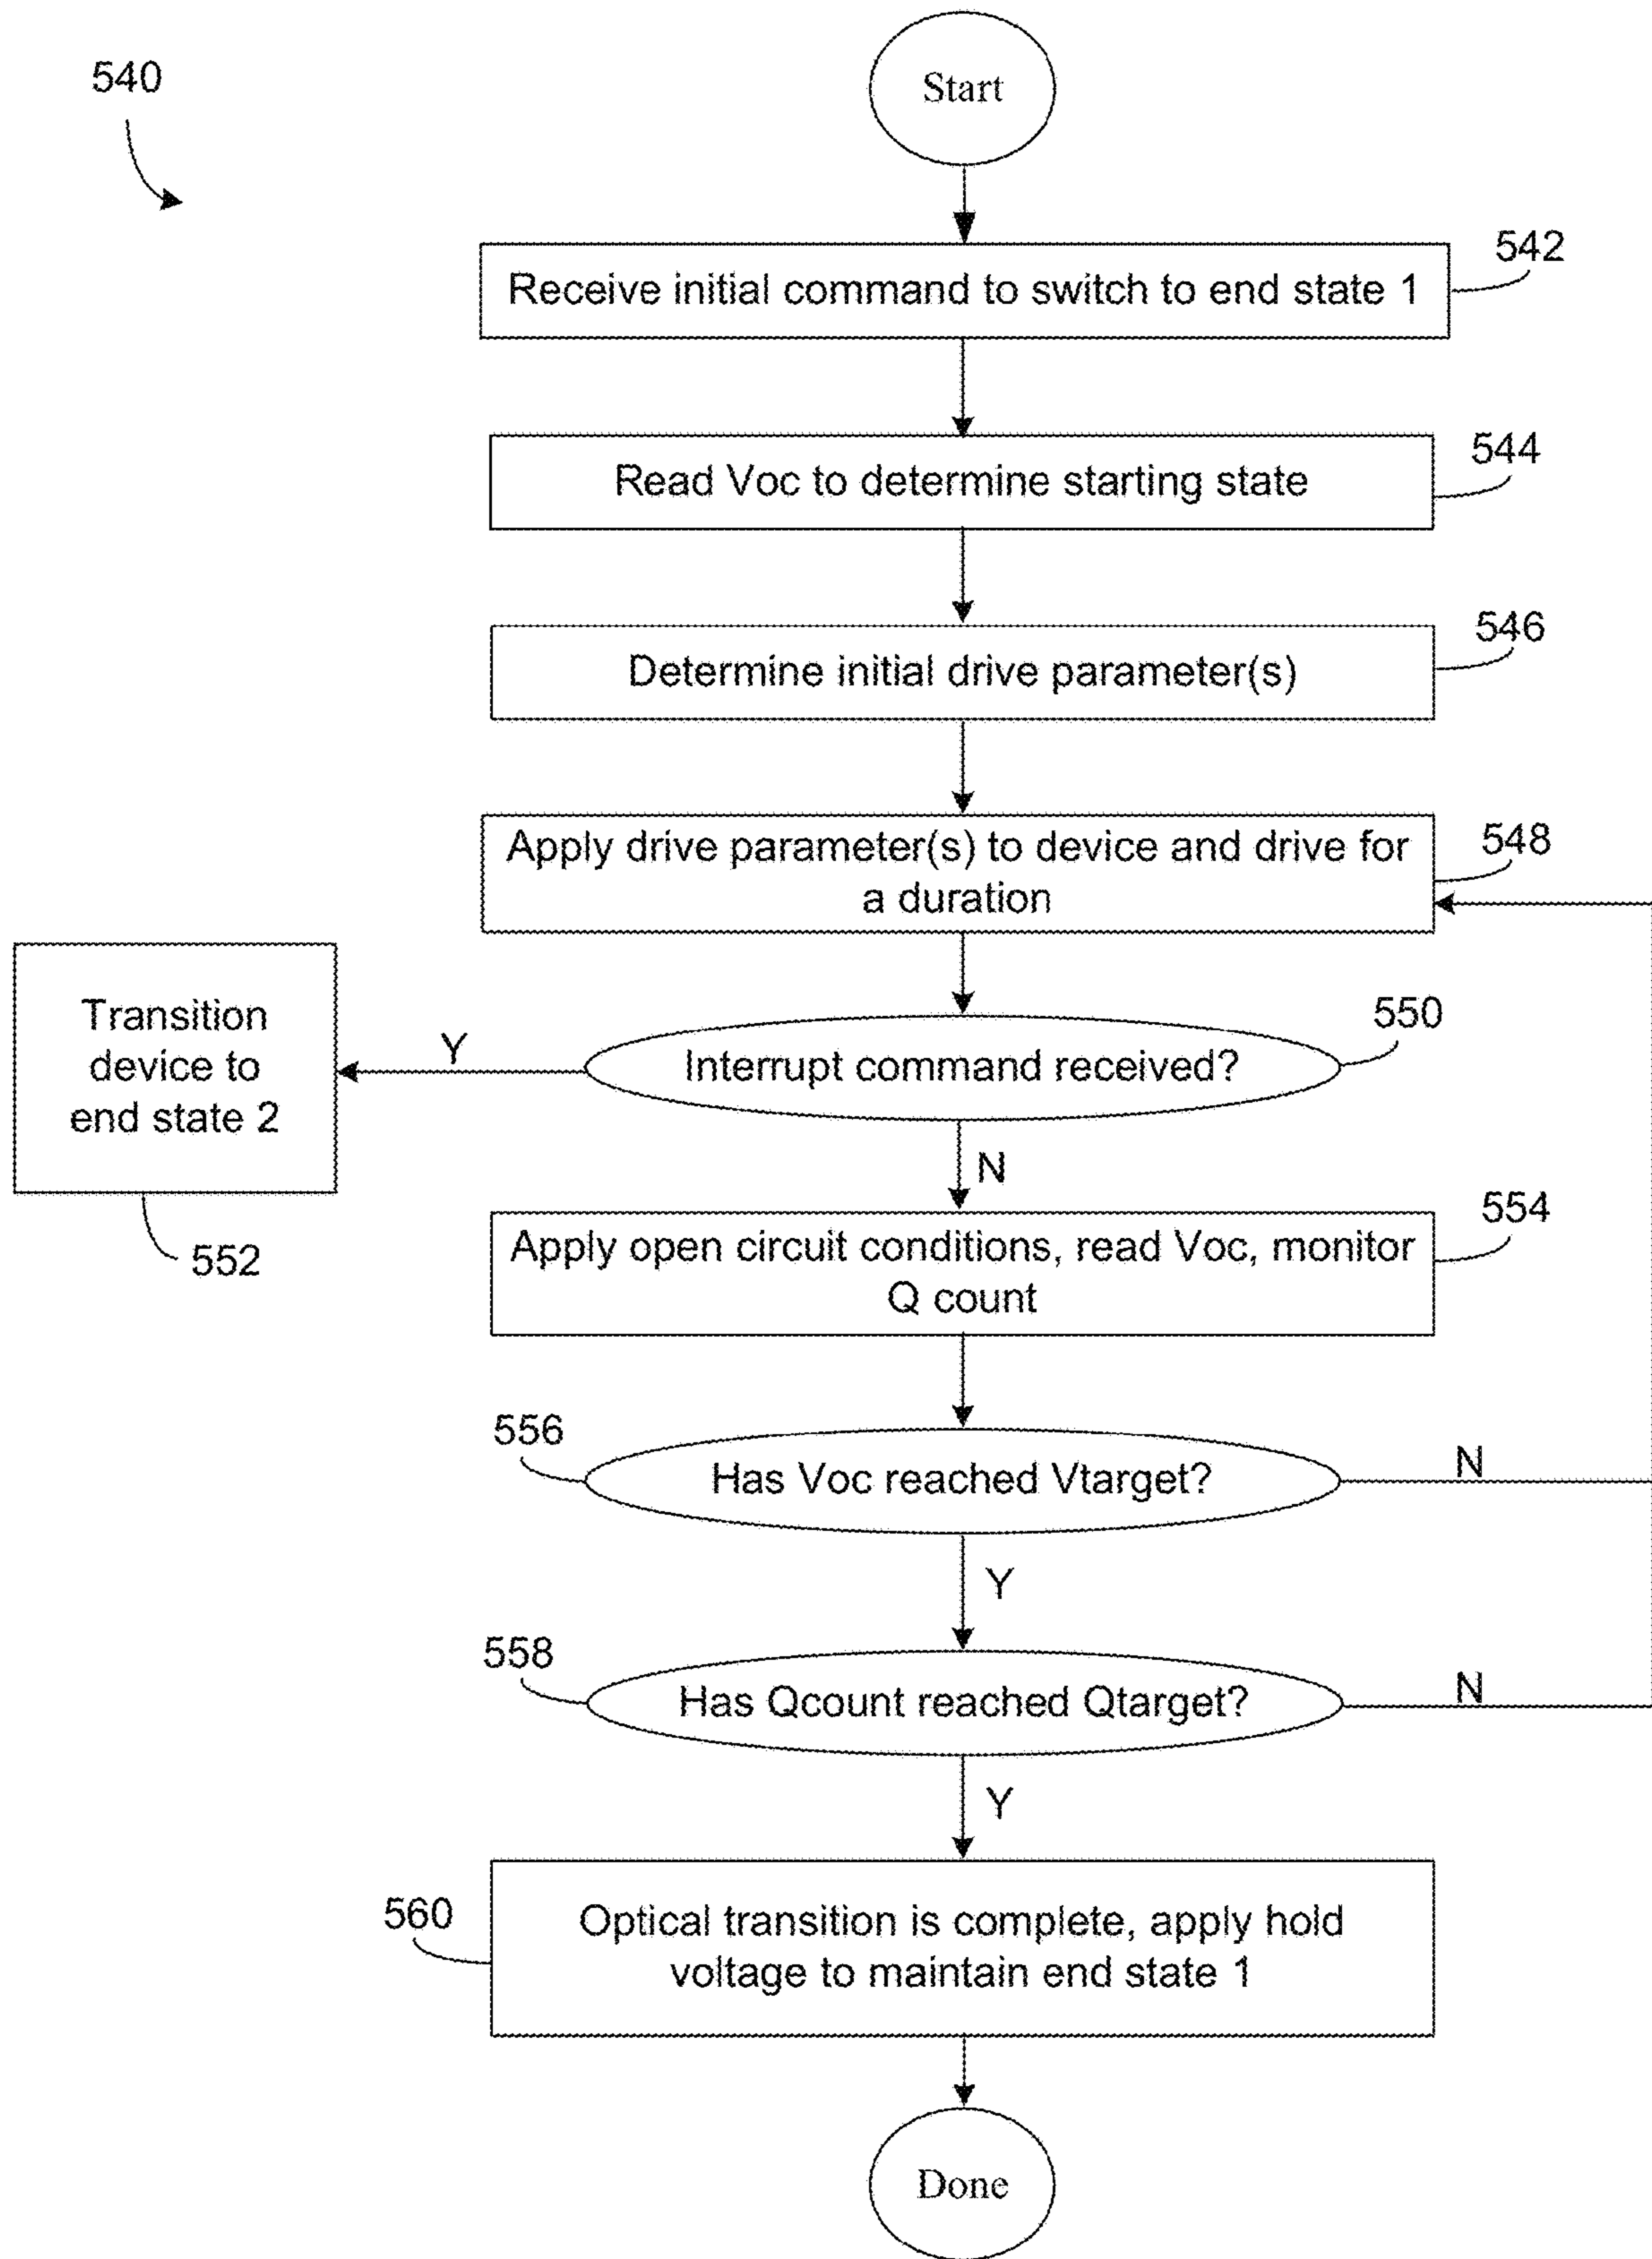 540
Start
542
Receive initial command to switch to end state 1
544
Read Voc to determine starting state
546
Determine initial drive parameter(s)
548
Apply drive parameter(s) to device and drive for
a duration
550
Interrupt command received?
Y
Transition
device to
end state 2
552
N
554
Apply open circuit conditions, read Voc, monitor
Q count
556
Has Voc reached Vtarget?
N
Y
558
Has Qcount reached Qtarget?
N
Y
560
Optical transition is complete, apply hold
voltage to maintain end state 1
Done